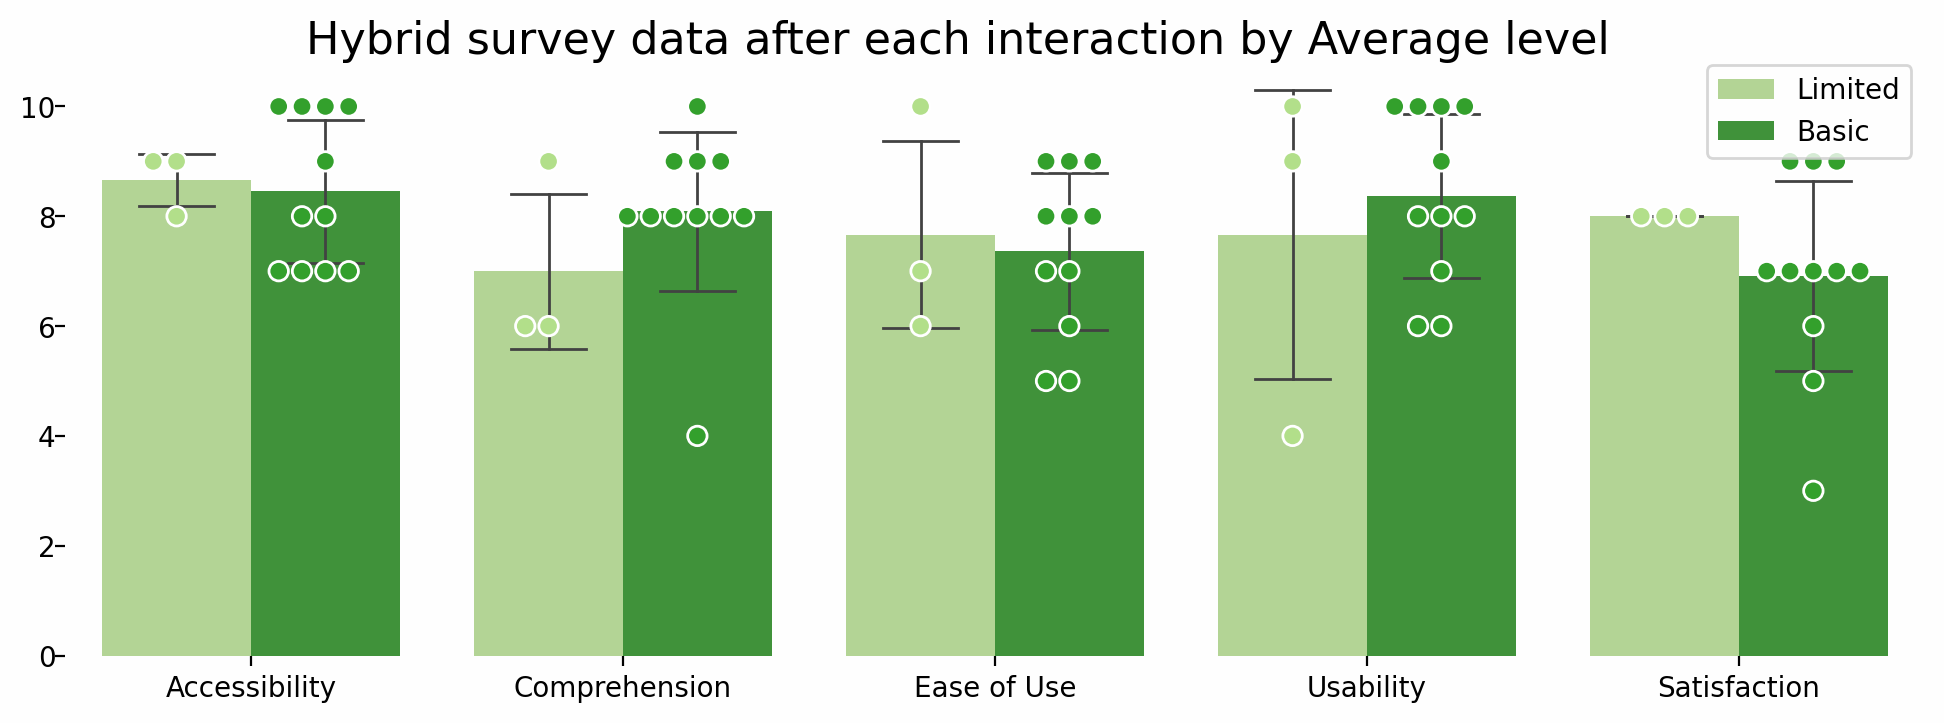 Hybrid survey data after each interaction by Average level
Limited
Basic
10
8
6
4
2
0
Accessibility
Comprehension
Ease of Use
Usability
Satisfaction